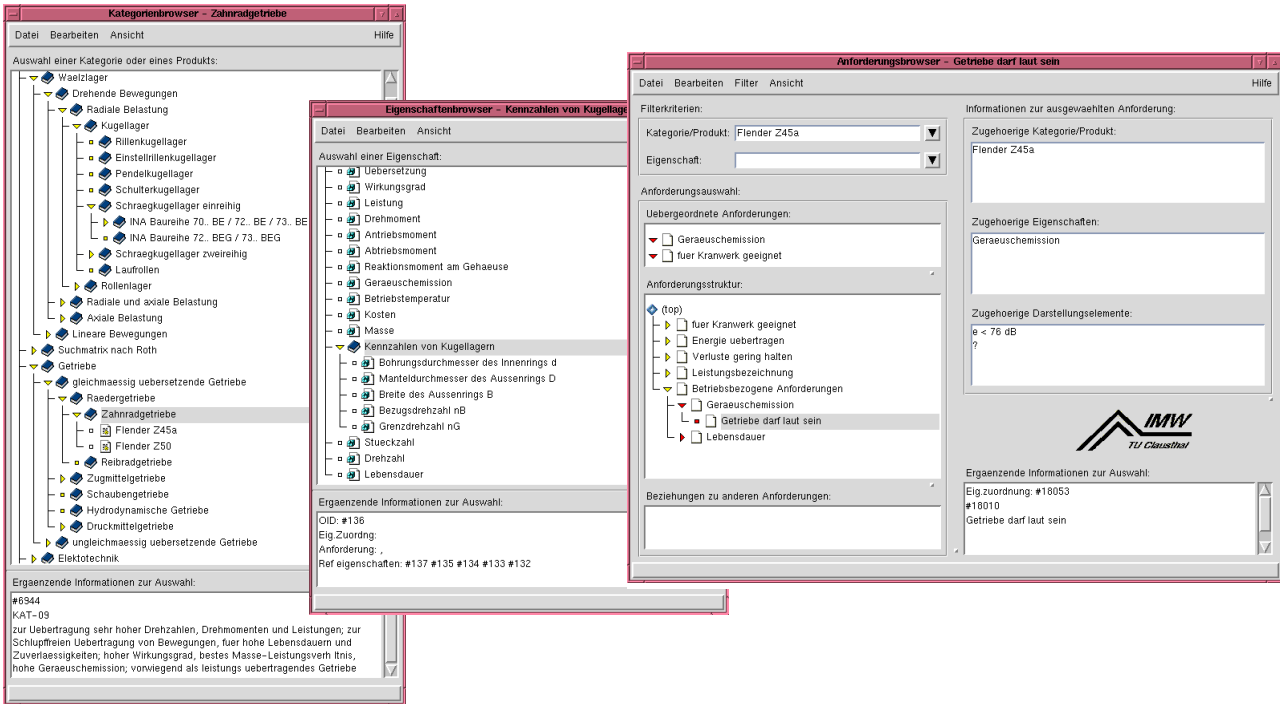 Kategorienbrowser - Zahnradgetriebe
Datei Bearbeiten Ansicht Hilfe
Auswahl einer Kategorie oder eines Produkts:
Waelzlager
Drehende Bewegungen
Radiale Belastung
Kugellager
Rillenkugellager
Einstellrillenkugellager
Pendelkugellager
Schulterkugellager
Schraegkugellager einreihig
INA Baureihe 70.. BE / 72.. BE / 73.. BE
INA Baureihe 72.. BEG / 73.. BEG
Schraegkugellager zweireihig
Laufrollen
Rollenlager
Radiale und axiale Belastung
Axiale Belastung
Lineare Bewegungen
Suchmatrix nach Roth
Getriebe
gleichmaessig uebersetzende Getriebe
Raedergetriebe
Zahnradgetriebe
Flender Z45a
Flender Z50
Reibradgetriebe
Zugmittelgetriebe
Schaubengetriebe
Hydrodynamische Getriebe
Druckmittelgetriebe
ungleichmaessig uebersetzende Getriebe
Elektotechnik
Ergaenzende Informationen zur Auswahl:
#6944
KAT-09
zur Uebertragung sehr hoher Drehzahlen, Drehmomenten und Leistungen; zur
Schlupffreien Uebertragung von Bewegungen, fuer hohe Lebensdauern und
Zuverlaessigkeiten; hoher Wirkungsgrad, bestes Masse-Leistungsverh ltnis,
hohe Geraeuschemission; vorwiegend als leistungs uebertragendes Getriebe
Eigenschaftenbrowser - Kennzahlen von Kugellage
Datei Bearbeiten Ansicht
Auswahl einer Eigenschaft:
Uebersetzung
Wirkungsgrad
Leistung
Drehmoment
Antriebsmoment
Abtriebsmoment
Reaktionsmoment am Gehaeuse
Geraeuschemission
Betriebstemperatur
Kosten
Masse
Kennzahlen von Kugellagern
Bohrungsdurchmesser des Innenrings d
Manteldurchmesser des Aussenrings D
Breite des Aussenrings B
Bezugsdrehzahl nB
Grenzdrehzahl nG
Stueckzahl
Drehzahl
Lebensdauer
Ergaenzende Informationen zur Auswahl:
OID: #136
Eig.Zuordng:
Anforderung: ,
Ref eigenschaften: #137 #135 #134 #133 #132
Anforderungsbrowser - Getriebe darf laut sein
Datei Bearbeiten Filter Ansicht Hilfe
Filterkriterien:
Kategorie/Produkt: Flender Z45a
Eigenschaft:
Anforderungsauswahl:
Uebergeordnete Anforderungen:
Geraeuschemission
fuer Kranwerk geeignet
Anforderungsstruktur:
(top)
fuer Kranwerk geeignet
Energie uebertragen
Verluste gering halten
Leistungsbezeichnung
Betriebsbezogene Anforderungen
Geraeuschemission
Getriebe darf laut sein
Lebensdauer
Beziehungen zu anderen Anforderungen:
Informationen zur ausgewaehlten Anforderung:
Zugehoerige Kategorie/Produkt:
Flender Z45a
Zugehoerige Eigenschaften:
Geraeuschemission
Zugehoerige Darstellungselemente:
e < 76 dB
?
IMW
TU Clausthal
Ergaenzende Informationen zur Auswahl:
Eig.zuordnung: #18053
#18010
Getriebe darf laut sein